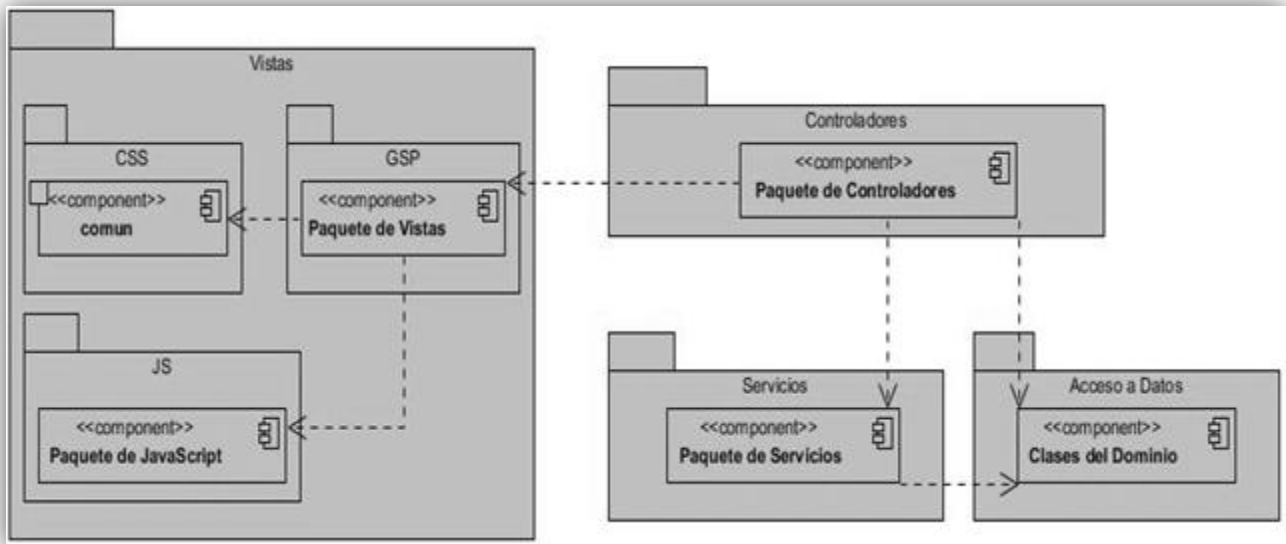 Vistas
CSS
<<component>>
comun
GSP
<<component>>
Paquete de Vistas
JS
<<component>>
Paquete de JavaScript
Controladores
<<component>>
Paquete de Controladores
Servicios
<<component>>
Paquete de Servicios
Acceso a Datos
<<component>>
Clases del Dominio